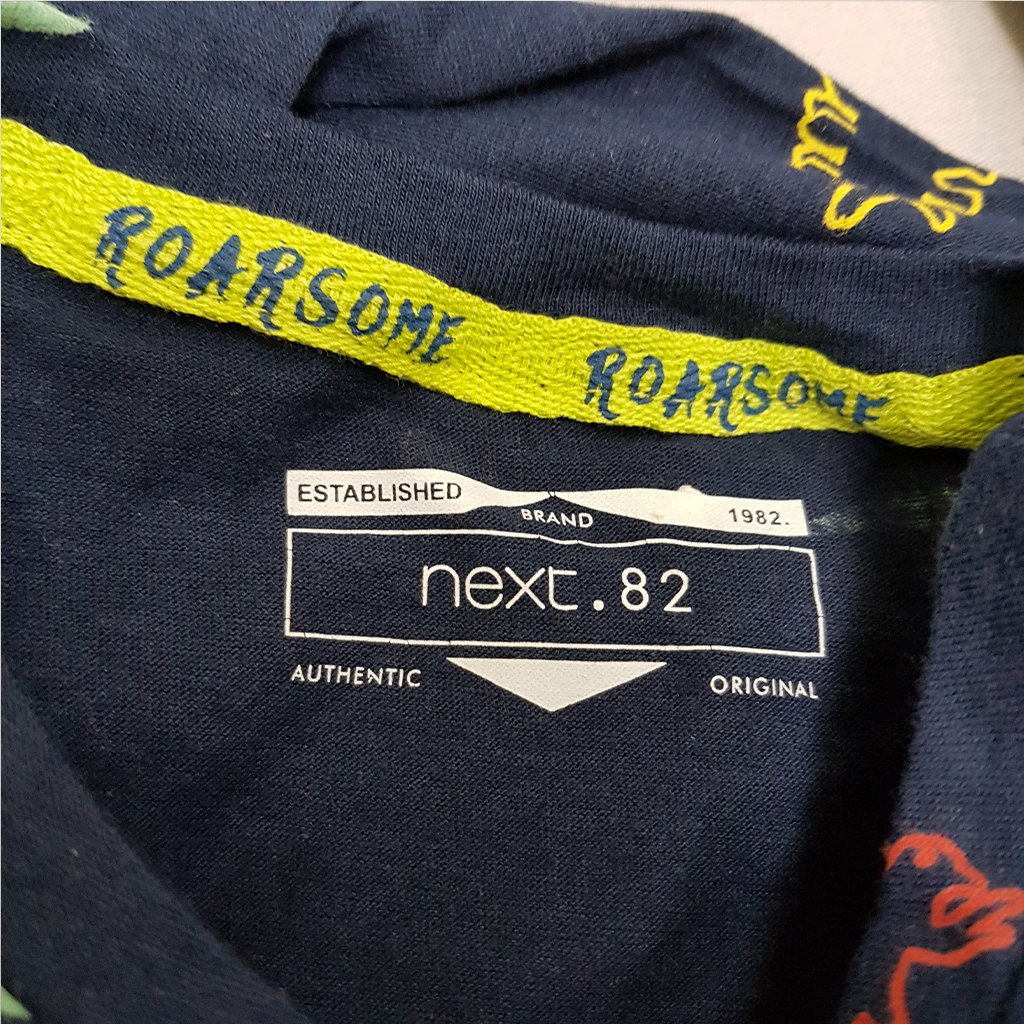 ROARSOME ROARSOME
ESTABLISHED BRAND 1982.
next.82
AUTHENTIC ORIGINAL